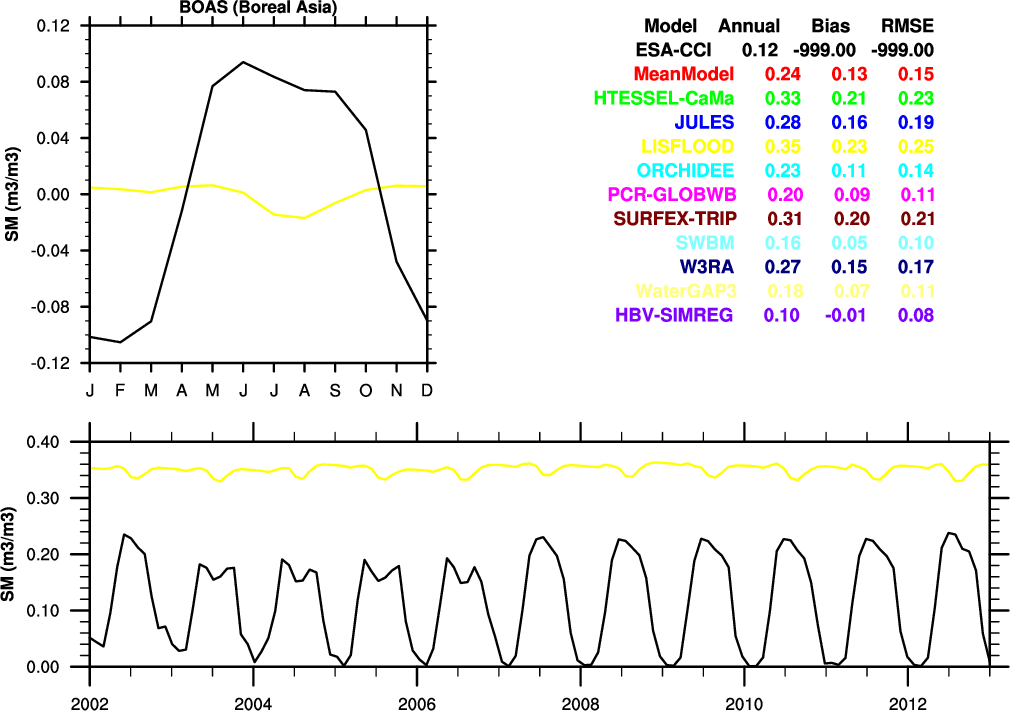 BOAS (Boreal Asia)
0.12
0.08
0.04
0.00
-0.04
-0.08
-0.12
SM (m3/m3)
J F M A M J J A S O N D
Model Annual Bias RMSE
ESA-CCI 0.12 -999.00 -999.00
MeanModel 0.24 0.13 0.15
HTESSEL-CaMa 0.33 0.21 0.23
JULES 0.28 0.16 0.19
LISFLOOD 0.35 0.23 0.25
ORCHIDEE 0.23 0.11 0.14
PCR-GLOBWB 0.20 0.09 0.11
SURFEX-TRIP 0.31 0.20 0.21
SWBM 0.16 0.05 0.10
W3RA 0.27 0.15 0.17
WaterGAP3 0.18 0.07 0.11
HBV-SIMREG 0.10 -0.01 0.08
0.40
0.30
0.20
0.10
0.00
SM (m3/m3)
2002 2004 2006 2008 2010 2012